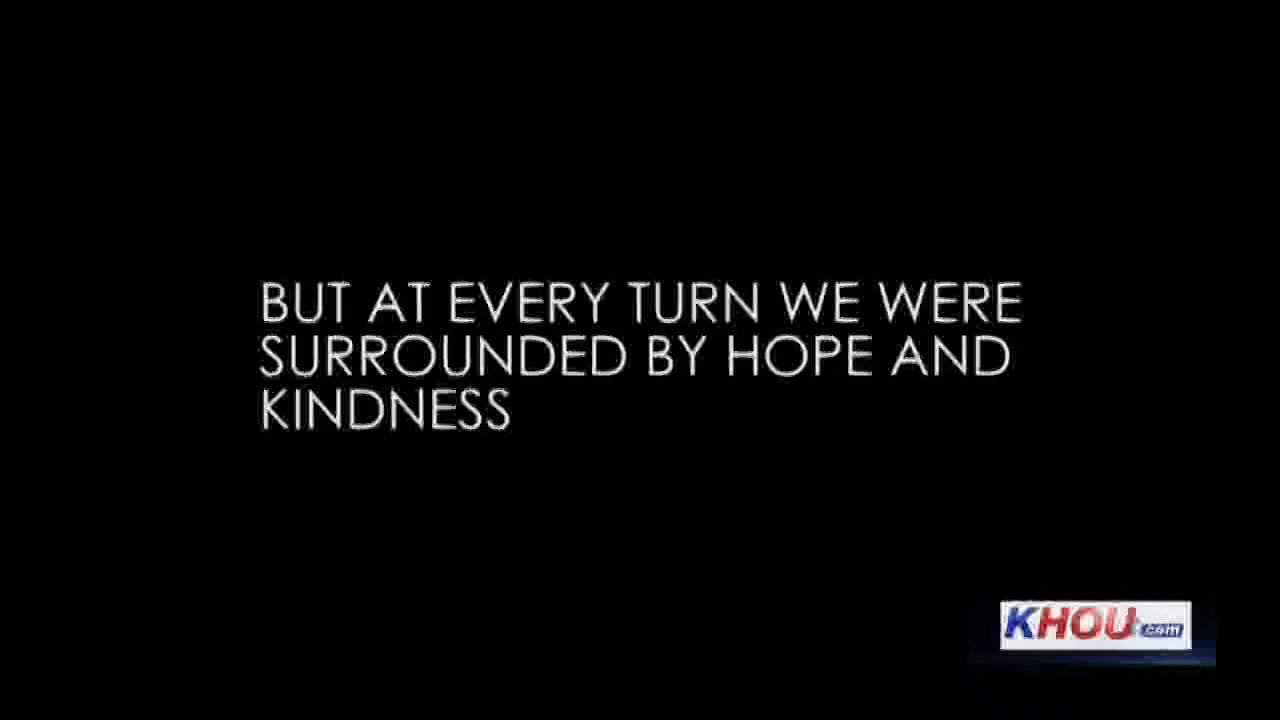 BUT AT EVERY TURN WE WERE
SURROUNDED BY HOPE AND
KINDNESS
KHOU.com